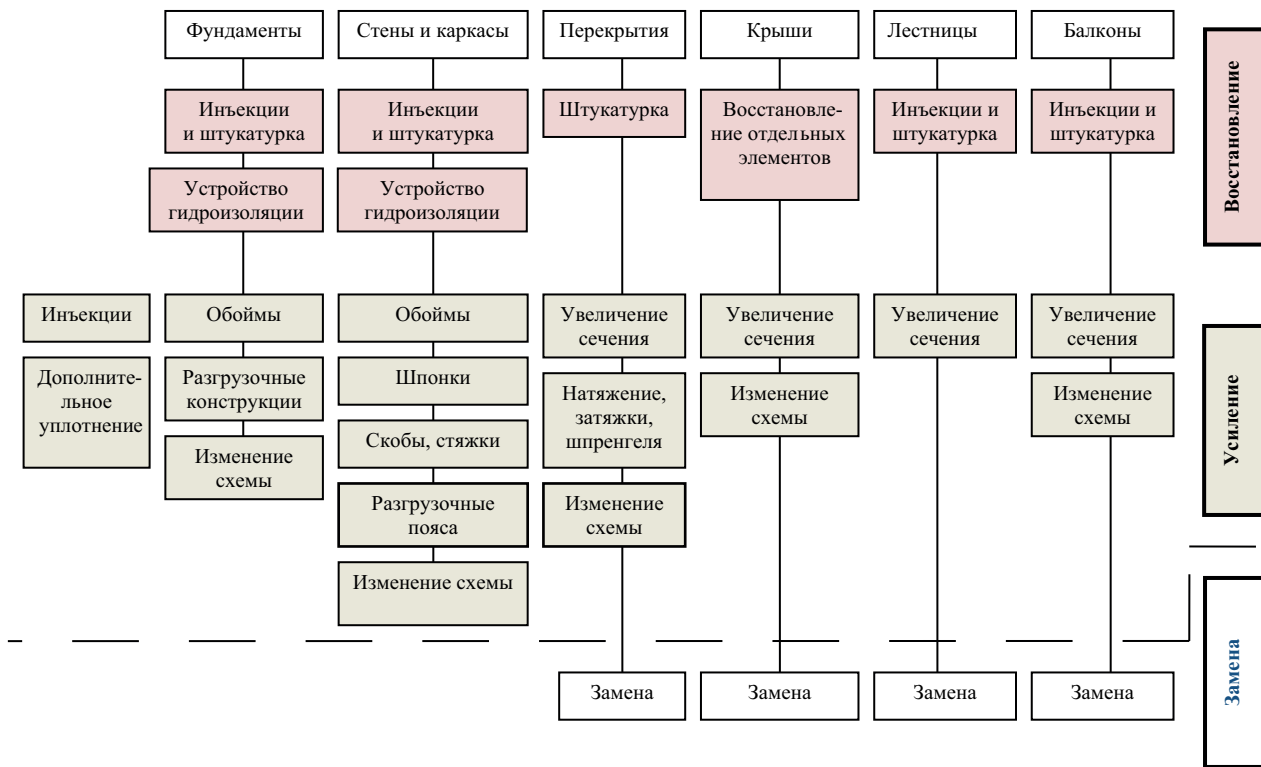 Фундаменты
Стены и каркасы
Перекрытия
Крыши
Лестницы
Балконы
Инъекции
и штукатурка
Инъекции
и штукатурка
Штукатурка
Восстановле-
ние отдельных
элементов
Инъекции и
штукатурка
Инъекции и
штукатурка
Устройство
гидроизоляции
Устройство
гидроизоляции
Восстановление
Инъекции
Обоймы
Обоймы
Увеличение
сечения
Увеличение
сечения
Увеличение
сечения
Увеличение
сечения
Дополните-
льное
уплотнение
Разгрузочные
конструкции
Шпонки
Натяжение,
затяжки,
шпренгеля
Изменение
схемы
Изменение
схемы
Изменение
схемы
Скобы, стяжки
Разгрузочные
пояса
Изменение
схемы
Изменение схемы
Усиление
Замена
Замена
Замена
Замена
Замена